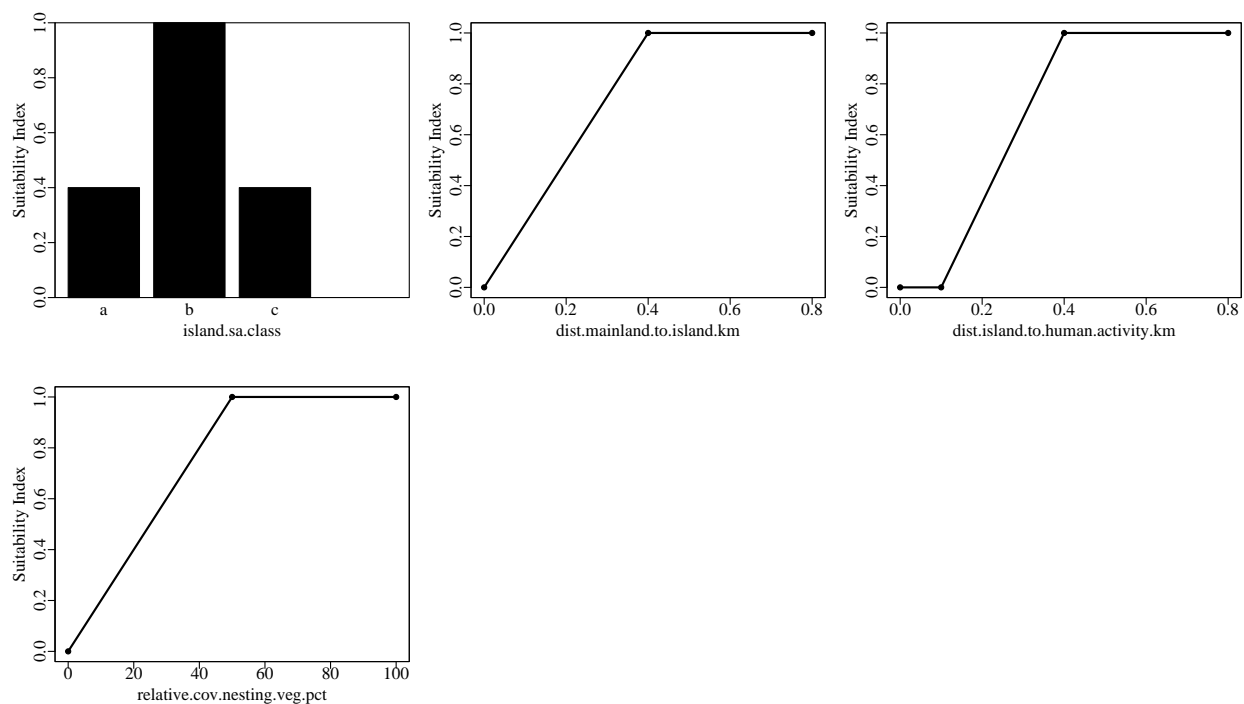 Suitability Index
0.0 0.2 0.4 0.6 0.8 1.0
a b c
island.sa.class
Suitability Index
0.0 0.2 0.4 0.6 0.8 1.0
0.0 0.2 0.4 0.6 0.8
dist.mainland.to.island.km
Suitability Index
0.0 0.2 0.4 0.6 0.8 1.0
0.0 0.2 0.4 0.6 0.8
dist.island.to.human.activity.km
Suitability Index
0.0 0.2 0.4 0.6 0.8 1.0
0 20 40 60 80 100
relative.cov.nesting.veg.pct